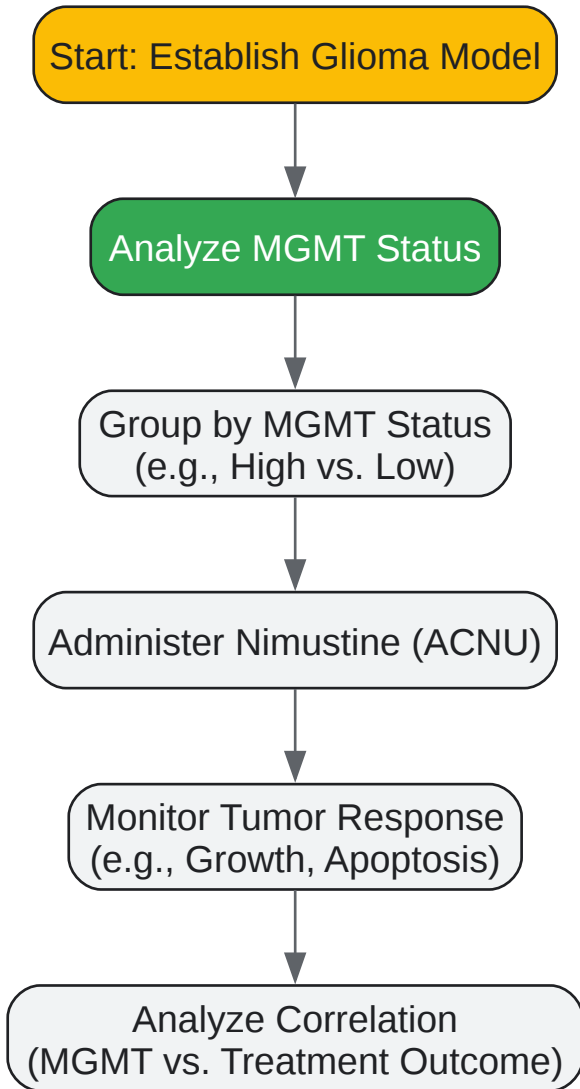 Start: Establish Glioma Model
Analyze MGMT Status
Group by MGMT Status
(e.g., High vs. Low)
Administer Nimustine (ACNU)
Monitor Tumor Response
(e.g., Growth, Apoptosis)
Analyze Correlation
(MGMT vs. Treatment Outcome)